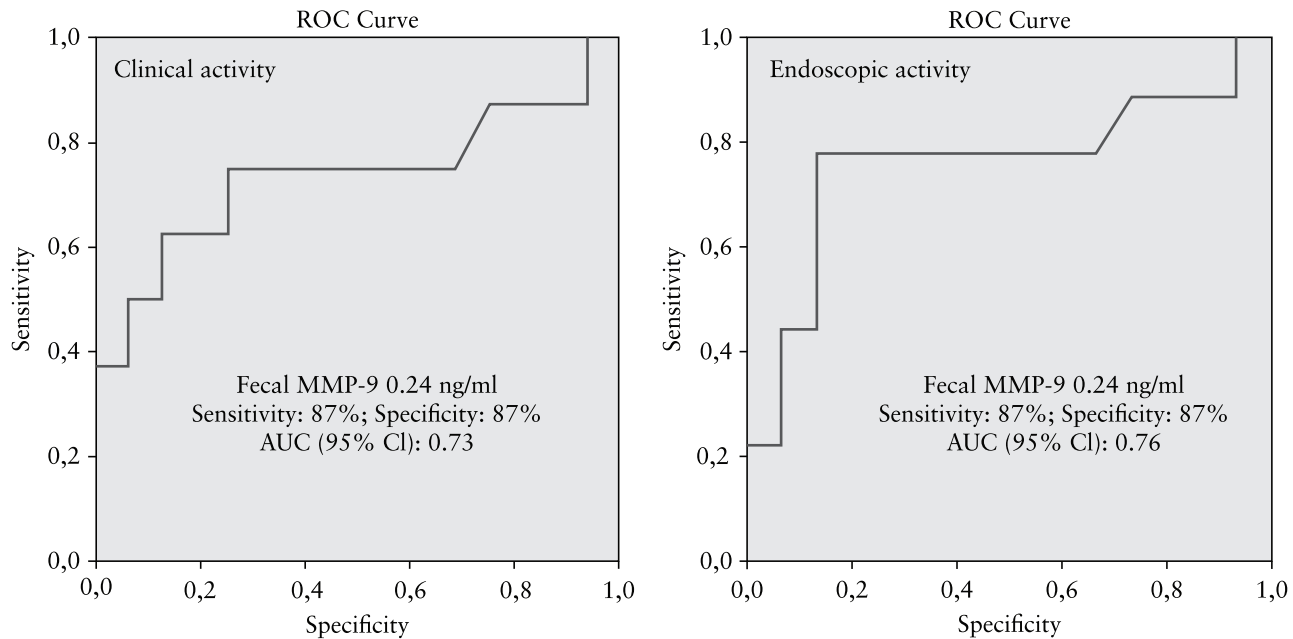 ROC Curve
Clinical activity
1,0
0,8
0,6
0,4
0,2
0,0
Sensitivity
Fecal MMP-9 0.24 ng/ml
Sensitivity: 87%; Specificity: 87%
AUC (95% Cl): 0.73
0,0 0,2 0,4 0,6 0,8 1,0
Specificity
ROC Curve
Endoscopic activity
1,0
0,8
0,6
0,4
0,2
0,0
Sensitivity
Fecal MMP-9 0.24 ng/ml
Sensitivity: 87%; Specificity: 87%
AUC (95% Cl): 0.76
0,0 0,2 0,4 0,6 0,8 1,0
Specificity